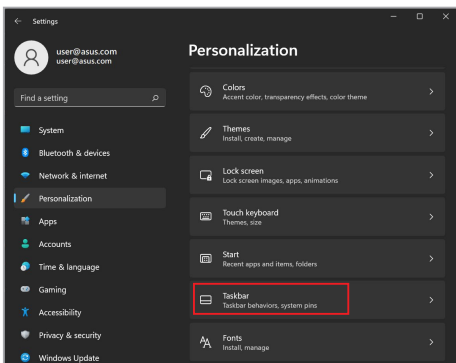 Settings
user@asus.com
user@asus.com
Find a setting
System
Bluetooth & devices
Network & internet
Personalization
Apps
Accounts
Time & language
Gaming
Accessibility
Privacy & security
Windows Update
Personalization
Colors
Accent color, transparency effects, color theme
Themes
Install, create, manage
Lock screen
Lock screen images, apps, animations
Touch keyboard
Themes, size
Start
Recent apps and items, folders
Taskbar
Taskbar behaviors, system pins
Fonts
Install, manage